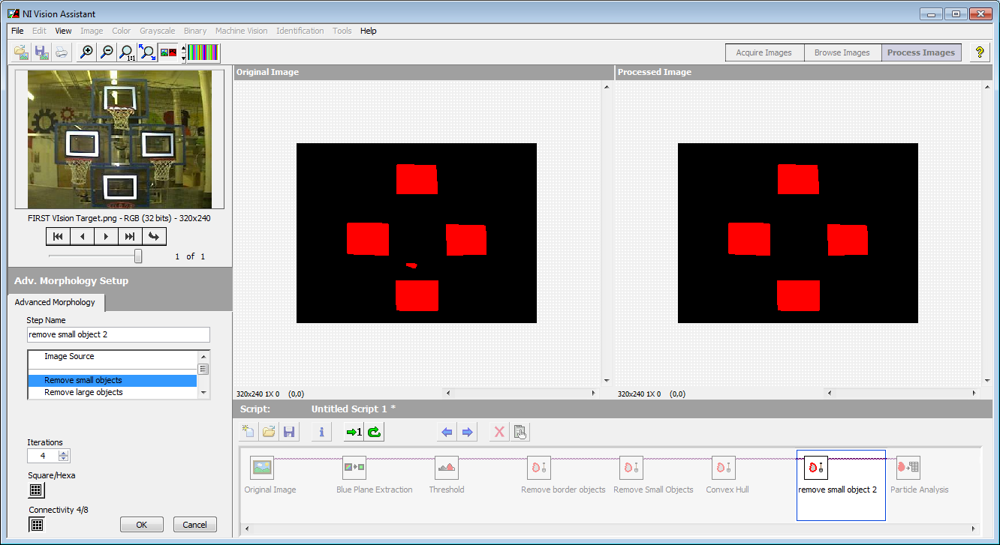 NI Vision Assistant
File Edit View Image Color Grayscale Binary Machine Vision Identification Tools Help
1:1
Acquire Images Browse Images Process Images ?
Original Image Processed Image
FIRST VIsion Target.png - RGB (32 bits) - 320x240
1 of 1
Adv. Morphology Setup
Advanced Morphology
Step Name
remove small object 2
Image Source
Remove small objects
Remove large objects
Iterations
4
Square/Hexa
Connectivity 4/8
OK Cancel
320x240 1X 0 (0,0) 320x240 1X 0 (0,0)
Script: Untitled Script 1 *
1
Original Image Blue Plane Extraction Threshold Remove border objects Remove Small Objects Convex Hull remove small object 2 Particle Analysis